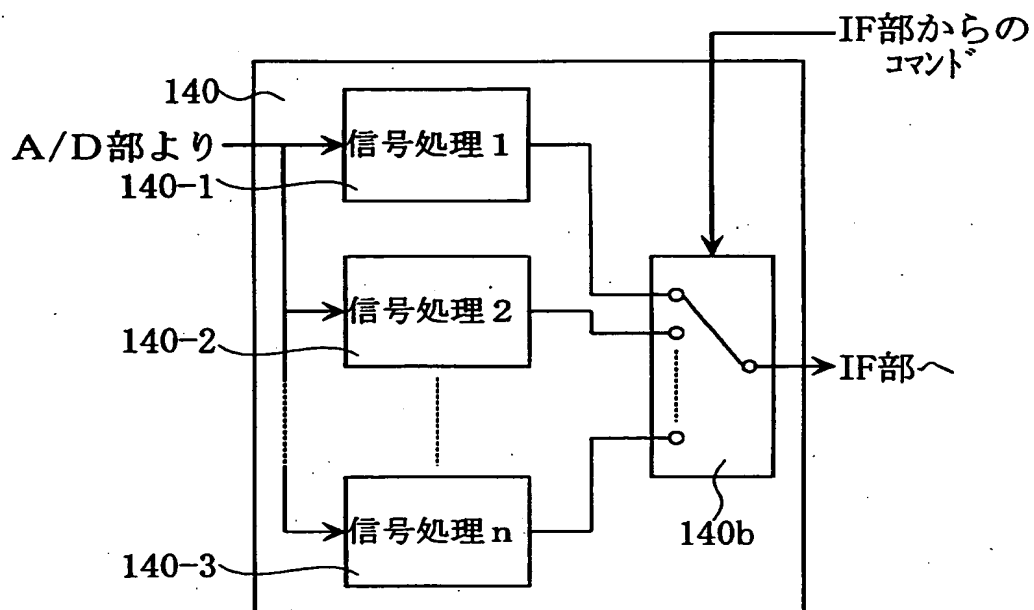 IF部からの
コマンド
140
A/D部より
信号処理1
140-1
信号処理2
140-2
IF部へ
信号処理n
140b
140-3